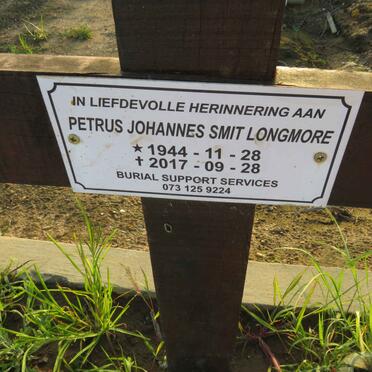 IN LIEFDEVOLLE HERINNERING AAN
PETRUS JOHANNES SMIT LONGMORE
* 1944 - 11 - 28
† 2017 - 09 - 28
BURIAL SUPPORT SERVICES
073 125 9224